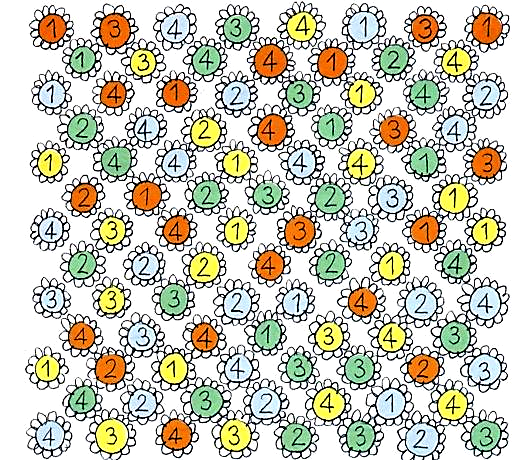 1 3 4 3 4 1 3 1
1 3 4 4 1 2 4
1 4 1 2 3 1 4 2
2 4 2 4 1 3 4
1 4 4 1 4 4 1 3
2 1 2 3 2 3 1
4 3 4 1 3 3 1 1
2 2 2 4 2 1 4
3 3 3 2 1 4 2 4
4 3 4 1 3 4 3
1 2 1 4 3 3 2 3
4 2 3 2 4 1 4
4 3 4 3 2 3 2 3